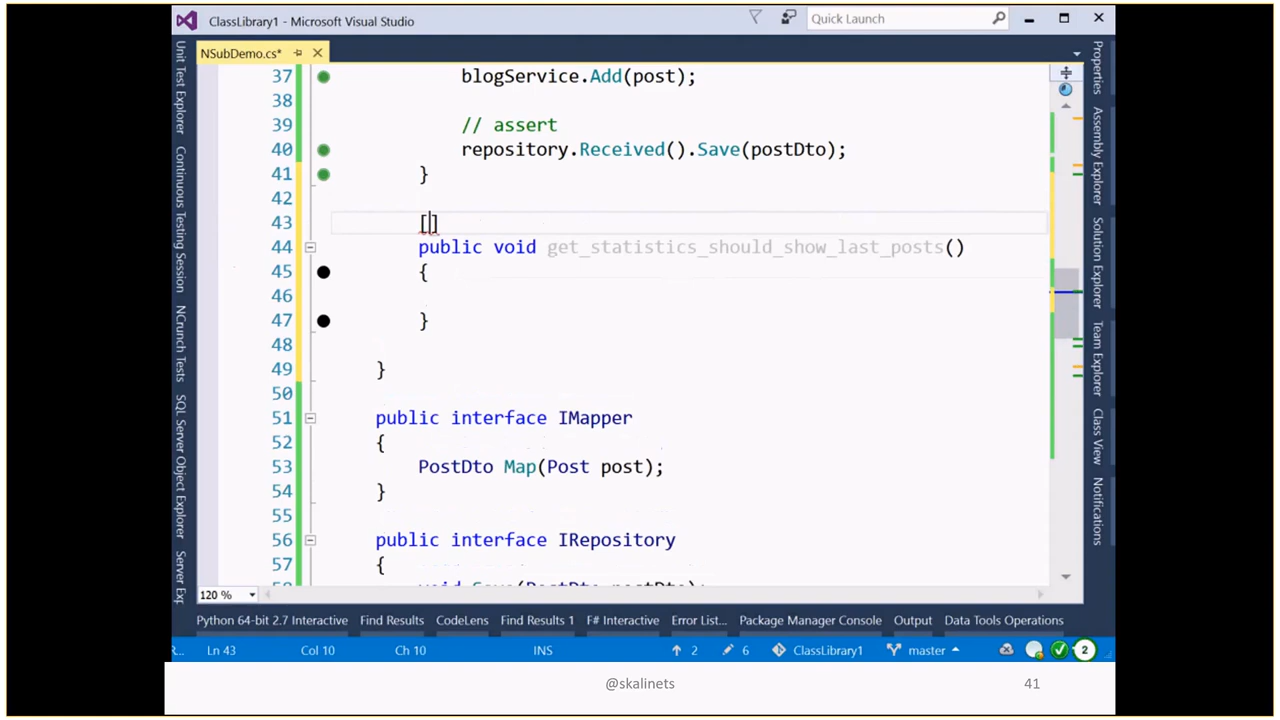 ClassLibrary1 - Microsoft Visual Studio
Quick Launch
NSubDemo.cs*
Unit Test Explorer
Continuous Testing Session
NCrunch Tests
SQL Server Object Explorer
Server Exp
37 blogService.Add(post);
38
39 // assert
40 repository.Received().Save(postDto);
41 }
42
43 []
44 public void get_statistics_should_show_last_posts()
45 {
46
47 }
48
49 }
50
51 public interface IMapper
52 {
53 PostDto Map(Post post);
54 }
55
56 public interface IRepository
57 {
58 void Save(PostDto postDto);
Properties
Assembly Explorer
Solution Explorer
Team Explorer
Class View
Notifications
120 %
Python 64-bit 2.7 Interactive Find Results CodeLens Find Results 1 F# Interactive Error List... Package Manager Console Output Data Tools Operations
R... Ln 43 Col 10 Ch 10 INS 2 6 ClassLibrary1 master 2
@skalinets 41